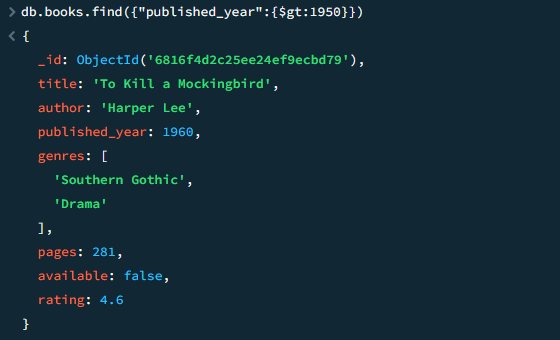 > db.books.find({"published_year":{$gt:1950}})
< {
_id: ObjectId('6816f4d2c25ee24ef9ecbd79'),
title: 'To Kill a Mockingbird',
author: 'Harper Lee',
published_year: 1960,
genres: [
'Southern Gothic',
'Drama'
],
pages: 281,
available: false,
rating: 4.6
}